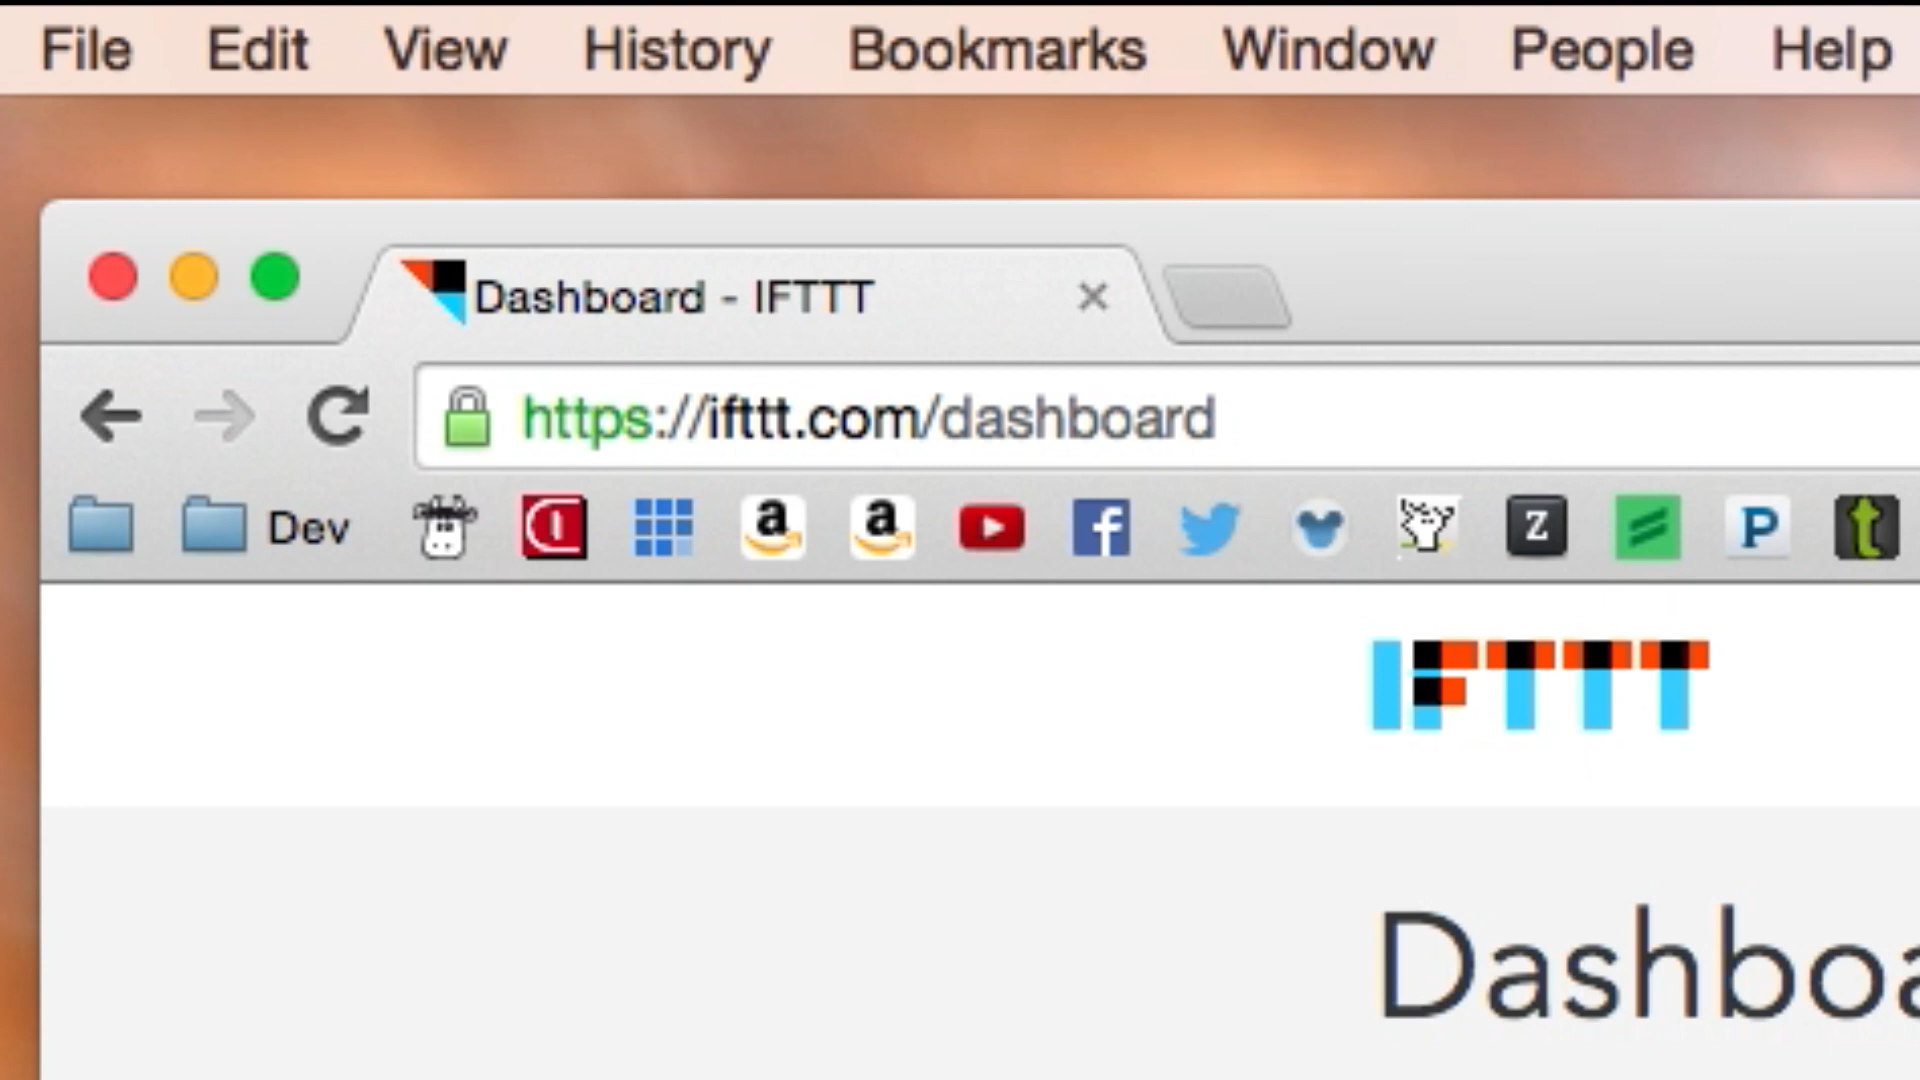 File Edit View History Bookmarks Window People Help
Dashboard - IFTTT
https://ifttt.com/dashboard
Dev a a f Z P t
IFTTT
Dashboa